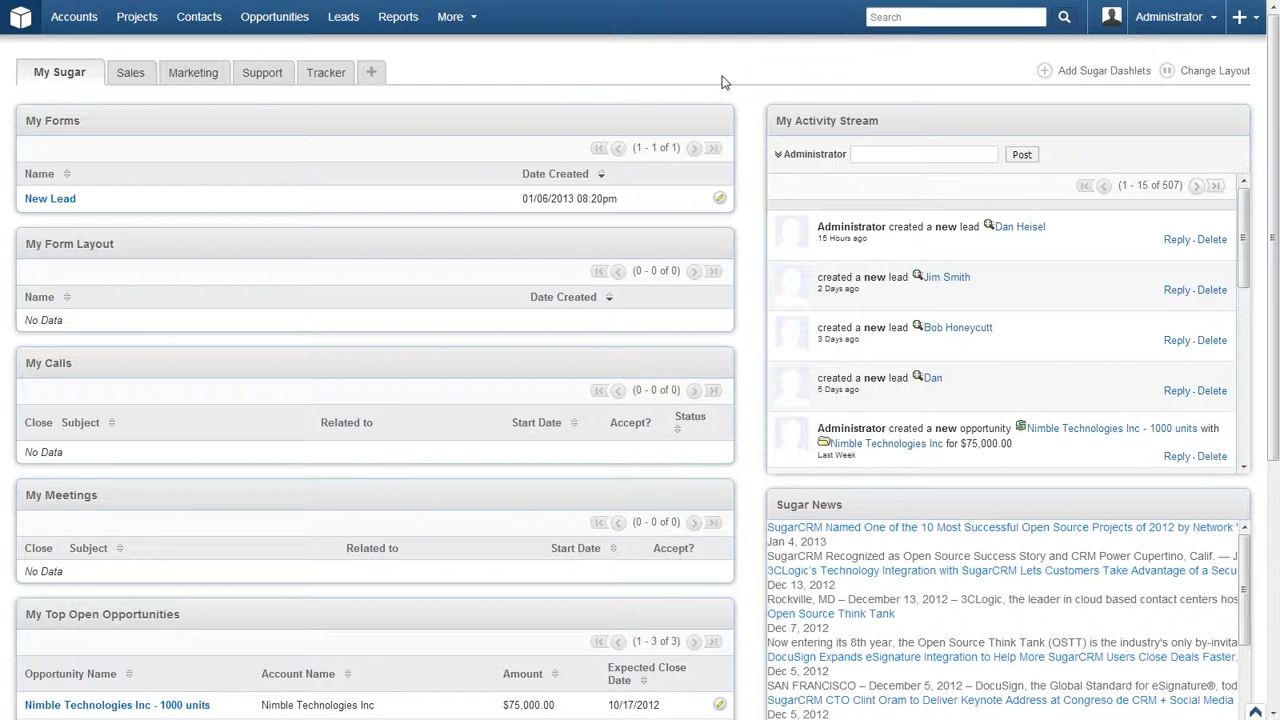 Accounts Projects Contacts Opportunities Leads Reports More Search Administrator
My Sugar Sales Marketing Support Tracker Add Sugar Dashlets Change Layout
My Forms
(1 - 1 of 1)
Name Date Created
New Lead 01/06/2013 08:20pm
My Form Layout
(0 - 0 of 0)
Name Date Created
No Data
My Calls
(0 - 0 of 0)
Close Subject Related to Start Date Accept? Status
No Data
My Meetings
(0 - 0 of 0)
Close Subject Related to Start Date Accept?
No Data
My Top Open Opportunities
(1 - 3 of 3)
Opportunity Name Account Name Amount Expected Close
Date
Nimble Technologies Inc - 1000 units Nimble Technologies Inc $75,000.00 10/17/2012
My Activity Stream
Administrator Post
(1 - 15 of 507)
Administrator created a new lead Dan Heisel
15 Hours ago
Reply - Delete
created a new lead Jim Smith
2 Days ago
Reply - Delete
created a new lead Bob Honeycutt
3 Days ago
Reply - Delete
created a new lead Dan
5 Days ago
Reply - Delete
Administrator created a new opportunity Nimble Technologies Inc - 1000 units with
Nimble Technologies Inc for $75,000.00
Last Week
Reply - Delete
Sugar News
SugarCRM Named One of the 10 Most Successful Open Source Projects of 2012 by Network
Jan 4, 2013
SugarCRM Recognized as Open Source Success Story and CRM Power Cupertino, Calif. — J
3CLogic's Technology Integration with SugarCRM Lets Customers Take Advantage of a Secu
Dec 13, 2012
Rockville, MD – December 13, 2012 – 3CLogic, the leader in cloud based contact centers hos
Open Source Think Tank
Dec 7, 2012
Now entering its 8th year, the Open Source Think Tank (OSTT) is the industry's only by-invita
DocuSign Expands eSignature Integration to Help More SugarCRM Users Close Deals Faster,
Dec 5, 2012
SAN FRANCISCO – December 5, 2012 – DocuSign, the Global Standard for eSignature®, tod
SugarCRM CTO Clint Oram to Deliver Keynote Address at Congreso de CRM + Social Media
Dec 5, 2012